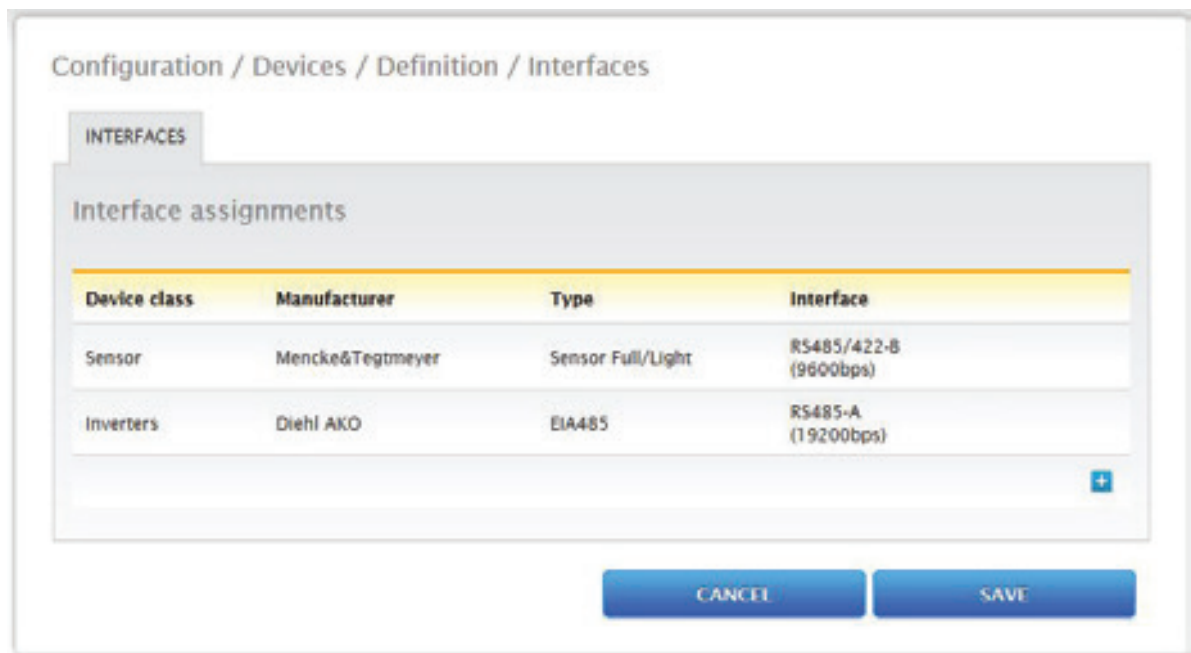 Configuration / Devices / Definition / Interfaces
INTERFACES
Interface assignments
Device class Manufacturer Type Interface
Sensor Mencke&Tegtmeyer Sensor Full/Light RS485/422-B
(9600bps)
Inverters Diehl AKO EIA485 RS485-A
(19200bps)
+
CANCEL SAVE